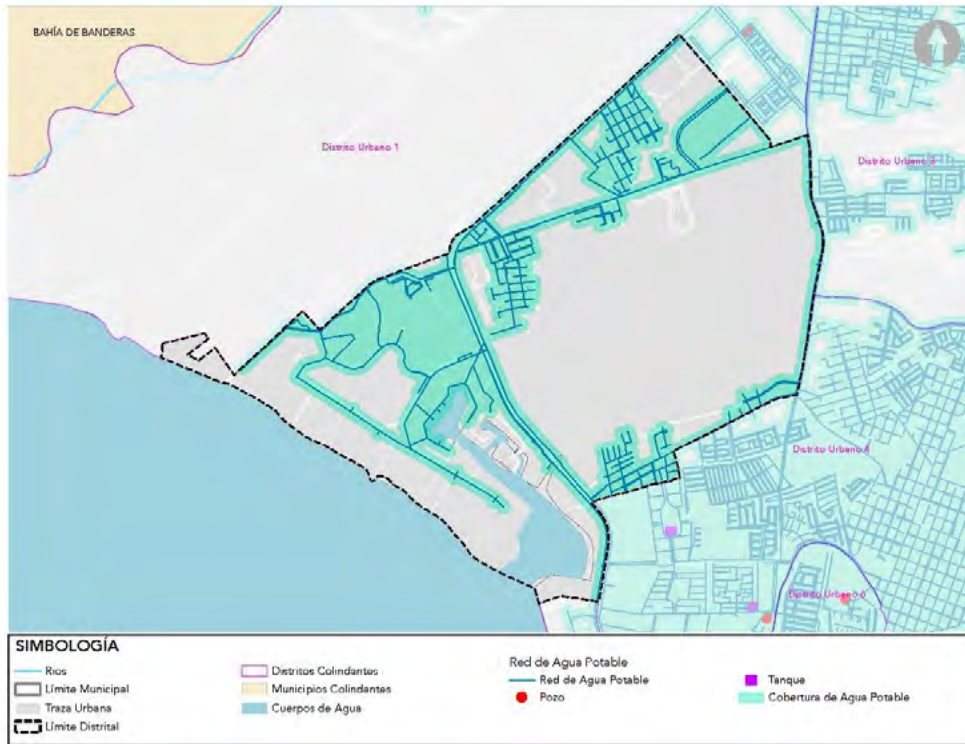 BAHÍA DE BANDERAS
Distrito Urbano 1
Distrito Urbano 3
Distrito Urbano 4
Distrito Urbano 6
SIMBOLOGÍA
Rios
Límite Municipal
Traza Urbana
Límite Distrital
Distritos Colindantes
Municipios Colindantes
Cuerpos de Agua
Red de Agua Potable
Red de Agua Potable
Pozo
Tanque
Cobertura de Agua Potable